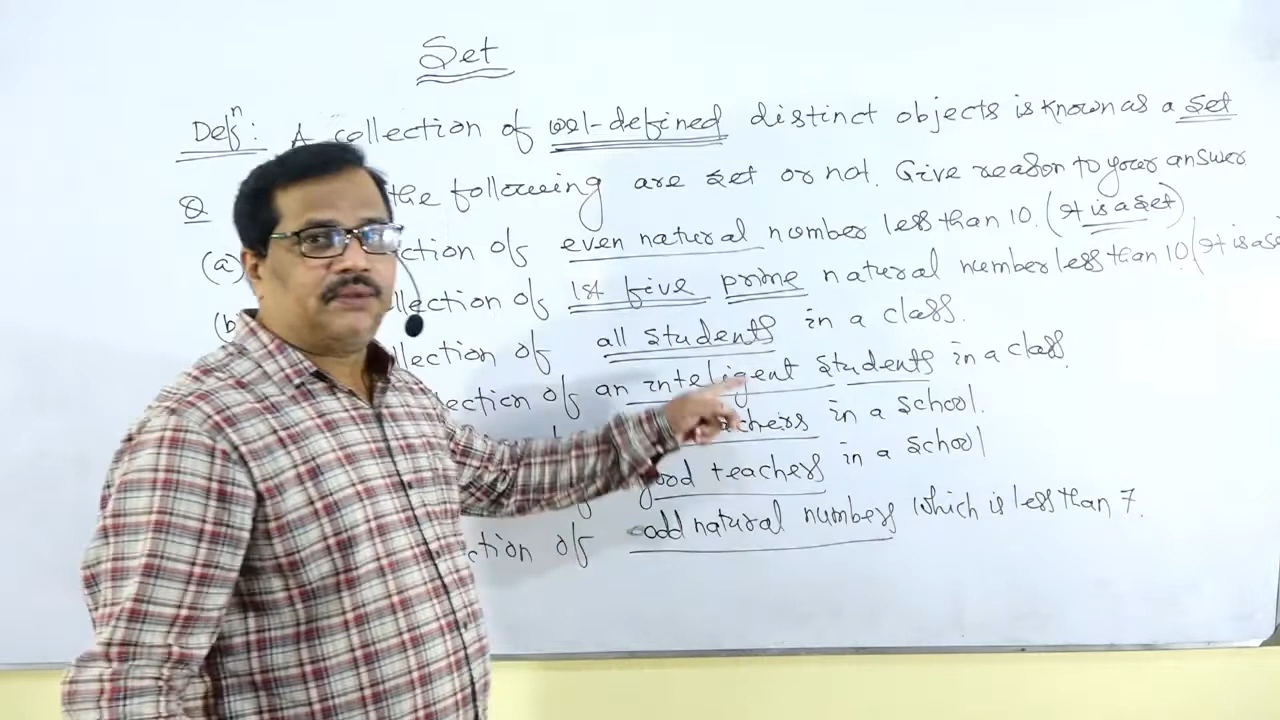 Set
Defn: A collection of well-defined distinct objects is known as a set
Q the following are set or not. Give reason to your answer
(a) ction of even natural number less than 10. (It is a set)
(b) llection of 1st five prime natural number less than 10 (It is a se
llection of all students in a class.
ection of an inteligent students in a class.
achers in a school.
good teachers in a school
ction of odd natural numbers which is less than 7.